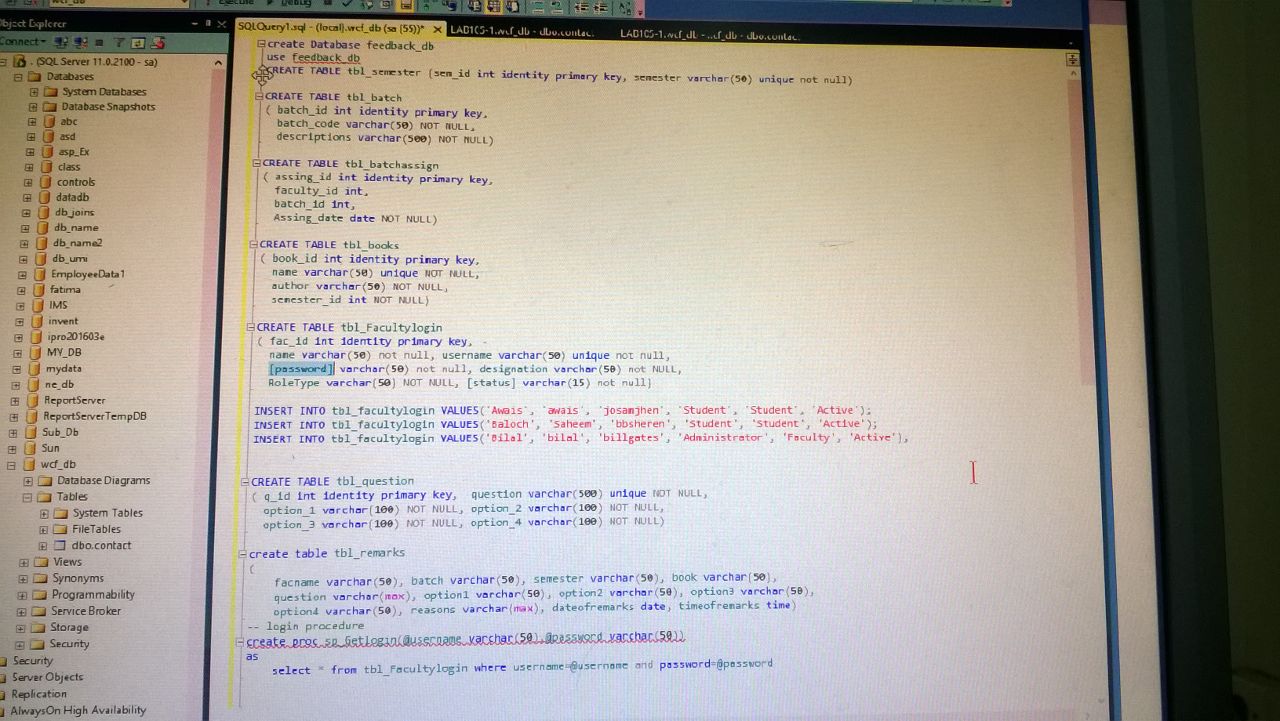 Execute
Debug
wcf_db
Object Explorer
Connect
. (SQL Server 11.0.2100 - sa)
Databases
System Databases
Database Snapshots
abc
asd
asp_Ex
class
controls
datadb
db_joins
db_name
db_name2
db_umi
EmployeeData1
fatima
IMS
invent
ipro201603e
MY_DB
mydata
ne_db
ReportServer
ReportServerTempDB
Sub_Db
Sun
wcf_db
Database Diagrams
Tables
System Tables
FileTables
dbo.contact
Views
Synonyms
Programmability
Service Broker
Storage
Security
Security
Server Objects
Replication
AlwaysOn High Availability
SQLQuery1.sql - (local).wcf_db (sa (55))* LAB1C5-1.wcf_db - dbo.contact LAB1C5-1.wcf_db - wcf_db - dbo.contact
create Database feedback_db
use feedback_db
CREATE TABLE tbl_semester (sem_id int identity primary key, semester varchar(50) unique not null)
CREATE TABLE tbl_batch
( batch_id int identity primary key,
batch_code varchar(50) NOT NULL,
descriptions varchar(500) NOT NULL)
CREATE TABLE tbl_batchassign
( assing_id int identity primary key,
faculty_id int,
batch_id int,
Assing_date date NOT NULL)
CREATE TABLE tbl_books
( book_id int identity primary key,
name varchar(50) unique NOT NULL,
author varchar(50) NOT NULL,
semester_id int NOT NULL)
CREATE TABLE tbl_Facultylogin
( fac_id int identity primary key,
name varchar(50) not null, username varchar(50) unique not null,
[password] varchar(50) not null, designation varchar(50) not NULL,
RoleType varchar(50) NOT NULL, [status] varchar(15) not null)
INSERT INTO tbl_facultylogin VALUES('Awais', 'awais', 'josamjhen', 'Student', 'Student', 'Active');
INSERT INTO tbl_facultylogin VALUES('Baloch', 'Saheem', 'bbsheren', 'Student', 'Student', 'Active');
INSERT INTO tbl_facultylogin VALUES('Bilal', 'bilal', 'billgates', 'Administrator', 'Faculty', 'Active');
CREATE TABLE tbl_question
( q_id int identity primary key, question varchar(500) unique NOT NULL,
option_1 varchar(100) NOT NULL, option_2 varchar(100) NOT NULL,
option_3 varchar(100) NOT NULL, option_4 varchar(100) NOT NULL)
create table tbl_remarks
(
facname varchar(50), batch varchar(50), semester varchar(50), book varchar(50),
question varchar(max), option1 varchar(50), option2 varchar(50), option3 varchar(50),
option4 varchar(50), reasons varchar(max), dateofremarks date, timeofremarks time)
-- login procedure
create proc sp_Getlogin(@username varchar(50),@password varchar(50))
as
select * from tbl_Facultylogin where username=@username and password=@password